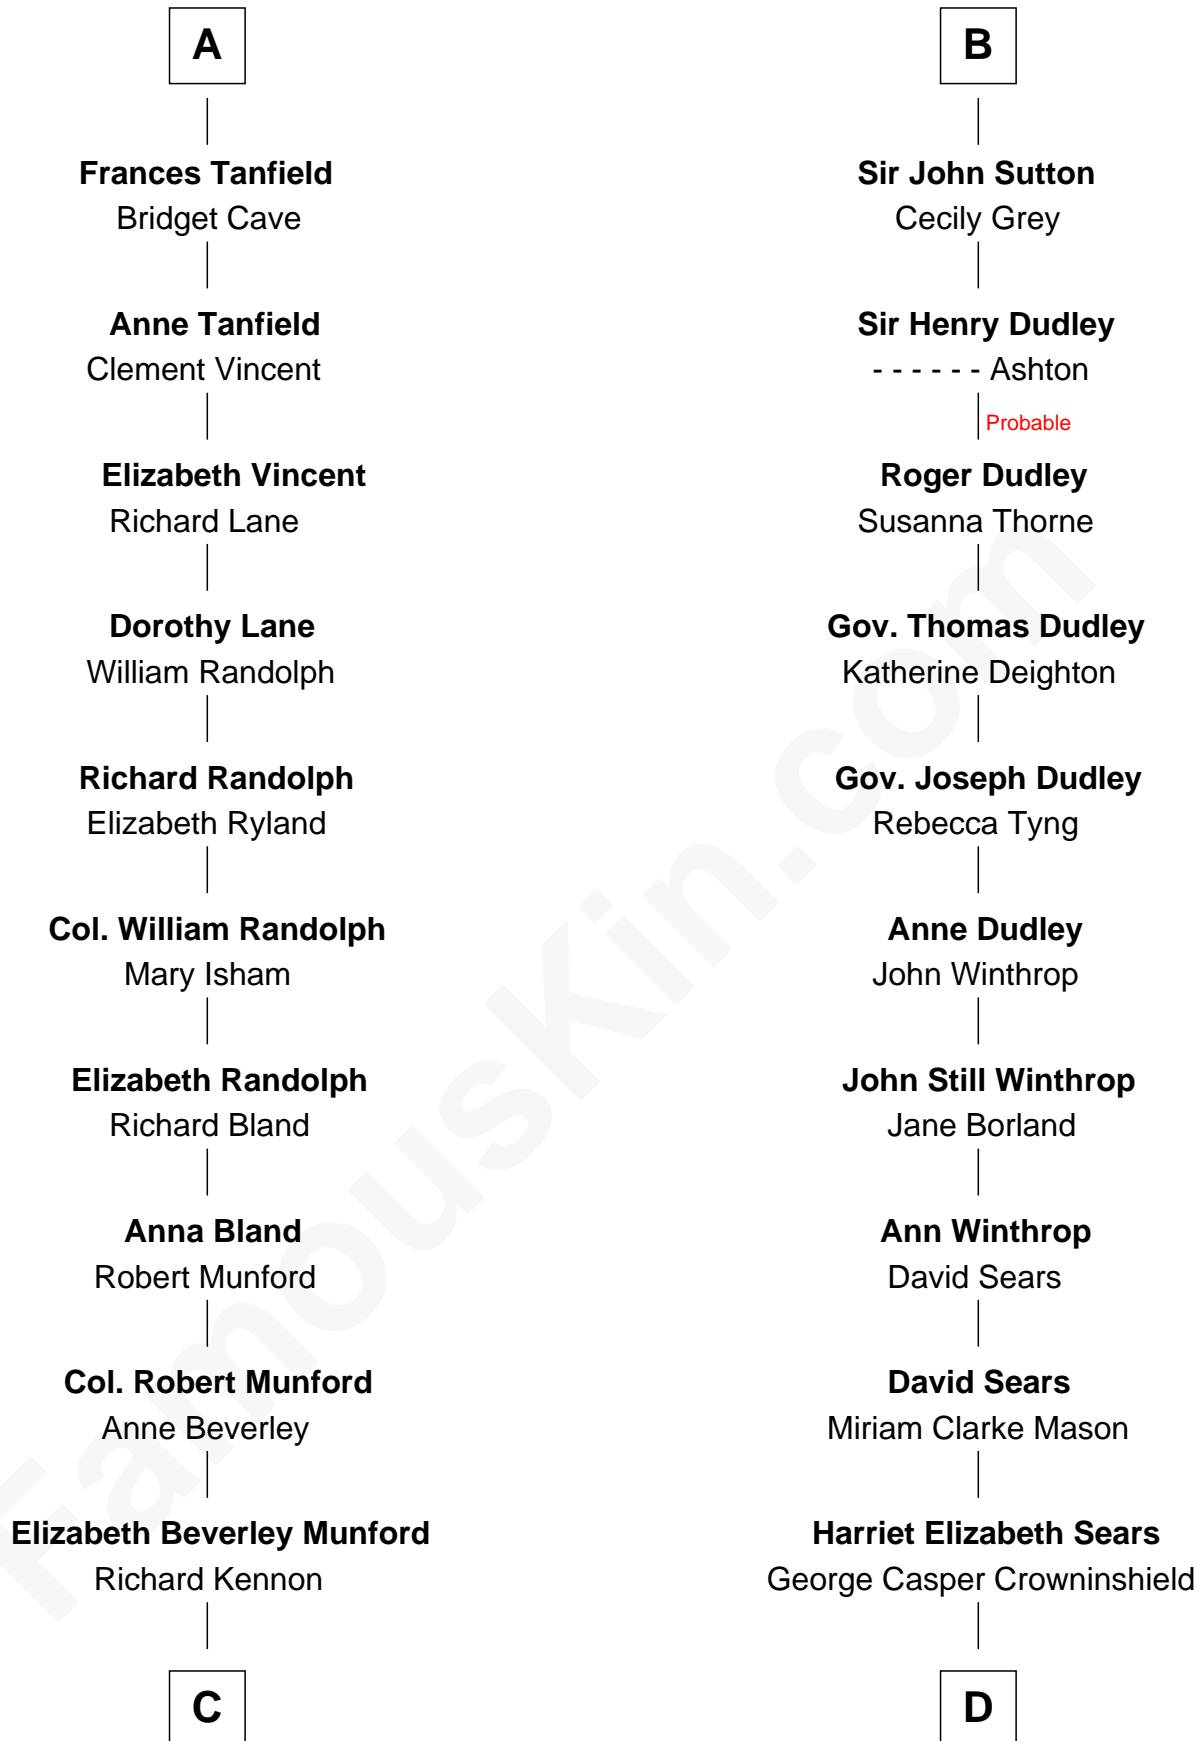 A
Frances Tanfield
Bridget Cave
Anne Tanfield
Clement Vincent
Elizabeth Vincent
Richard Lane
Dorothy Lane
William Randolph
Richard Randolph
Elizabeth Ryland
Col. William Randolph
Mary Isham
Elizabeth Randolph
Richard Bland
Anna Bland
Robert Munford
Col. Robert Munford
Anne Beverley
Elizabeth Beverley Munford
Richard Kennon
C
B
Sir John Sutton
Cecily Grey
Sir Henry Dudley
- - - - - - Ashton
Probable
Roger Dudley
Susanna Thorne
Gov. Thomas Dudley
Katherine Deighton
Gov. Joseph Dudley
Rebecca Tyng
Anne Dudley
John Winthrop
John Still Winthrop
Jane Borland
Ann Winthrop
David Sears
David Sears
Miriam Clarke Mason
Harriet Elizabeth Sears
George Casper Crowninshield
D
FamousKin.com